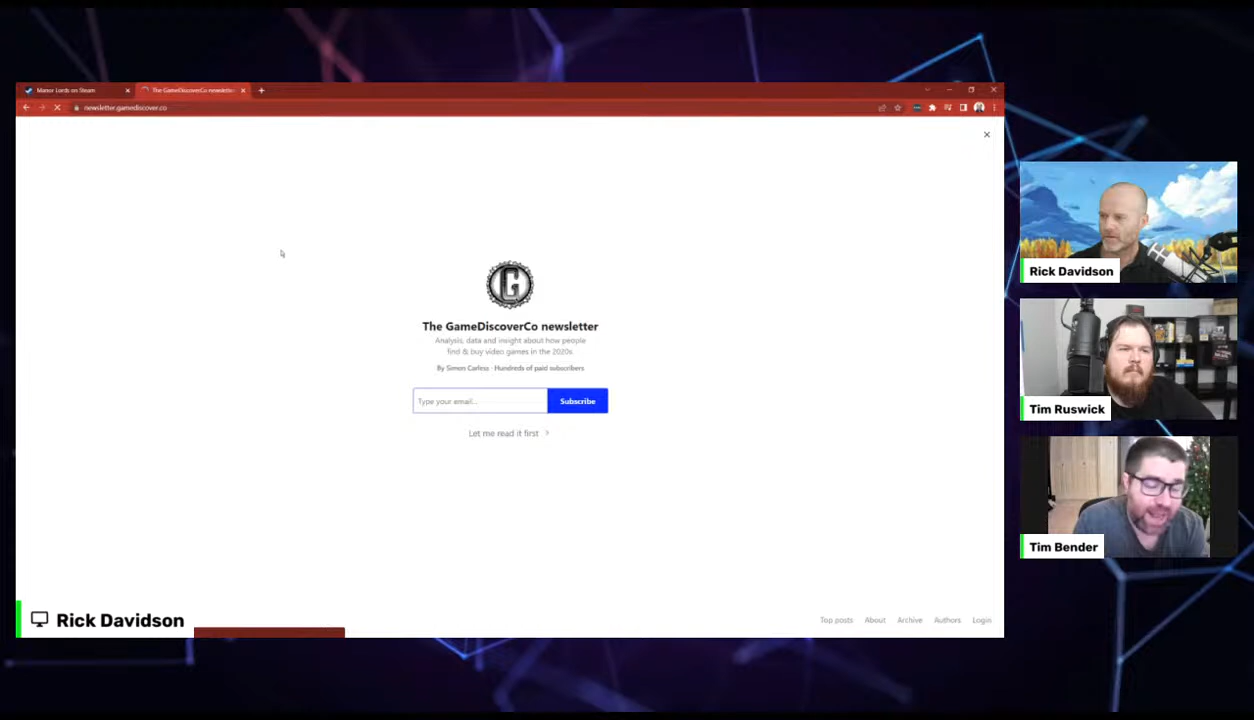 Manor Lords on Steam
The GameDiscoverCo newslette
newsletter.gamediscover.co
G
The GameDiscoverCo newsletter
Analysis, data and insight about how people
find & buy video games in the 2020s.
By Simon Carless · Hundreds of paid subscribers
Type your email...
Subscribe
Let me read it first
Top posts
About
Archive
Authors
Login
Rick Davidson
Rick Davidson
Tim Ruswick
Tim Bender